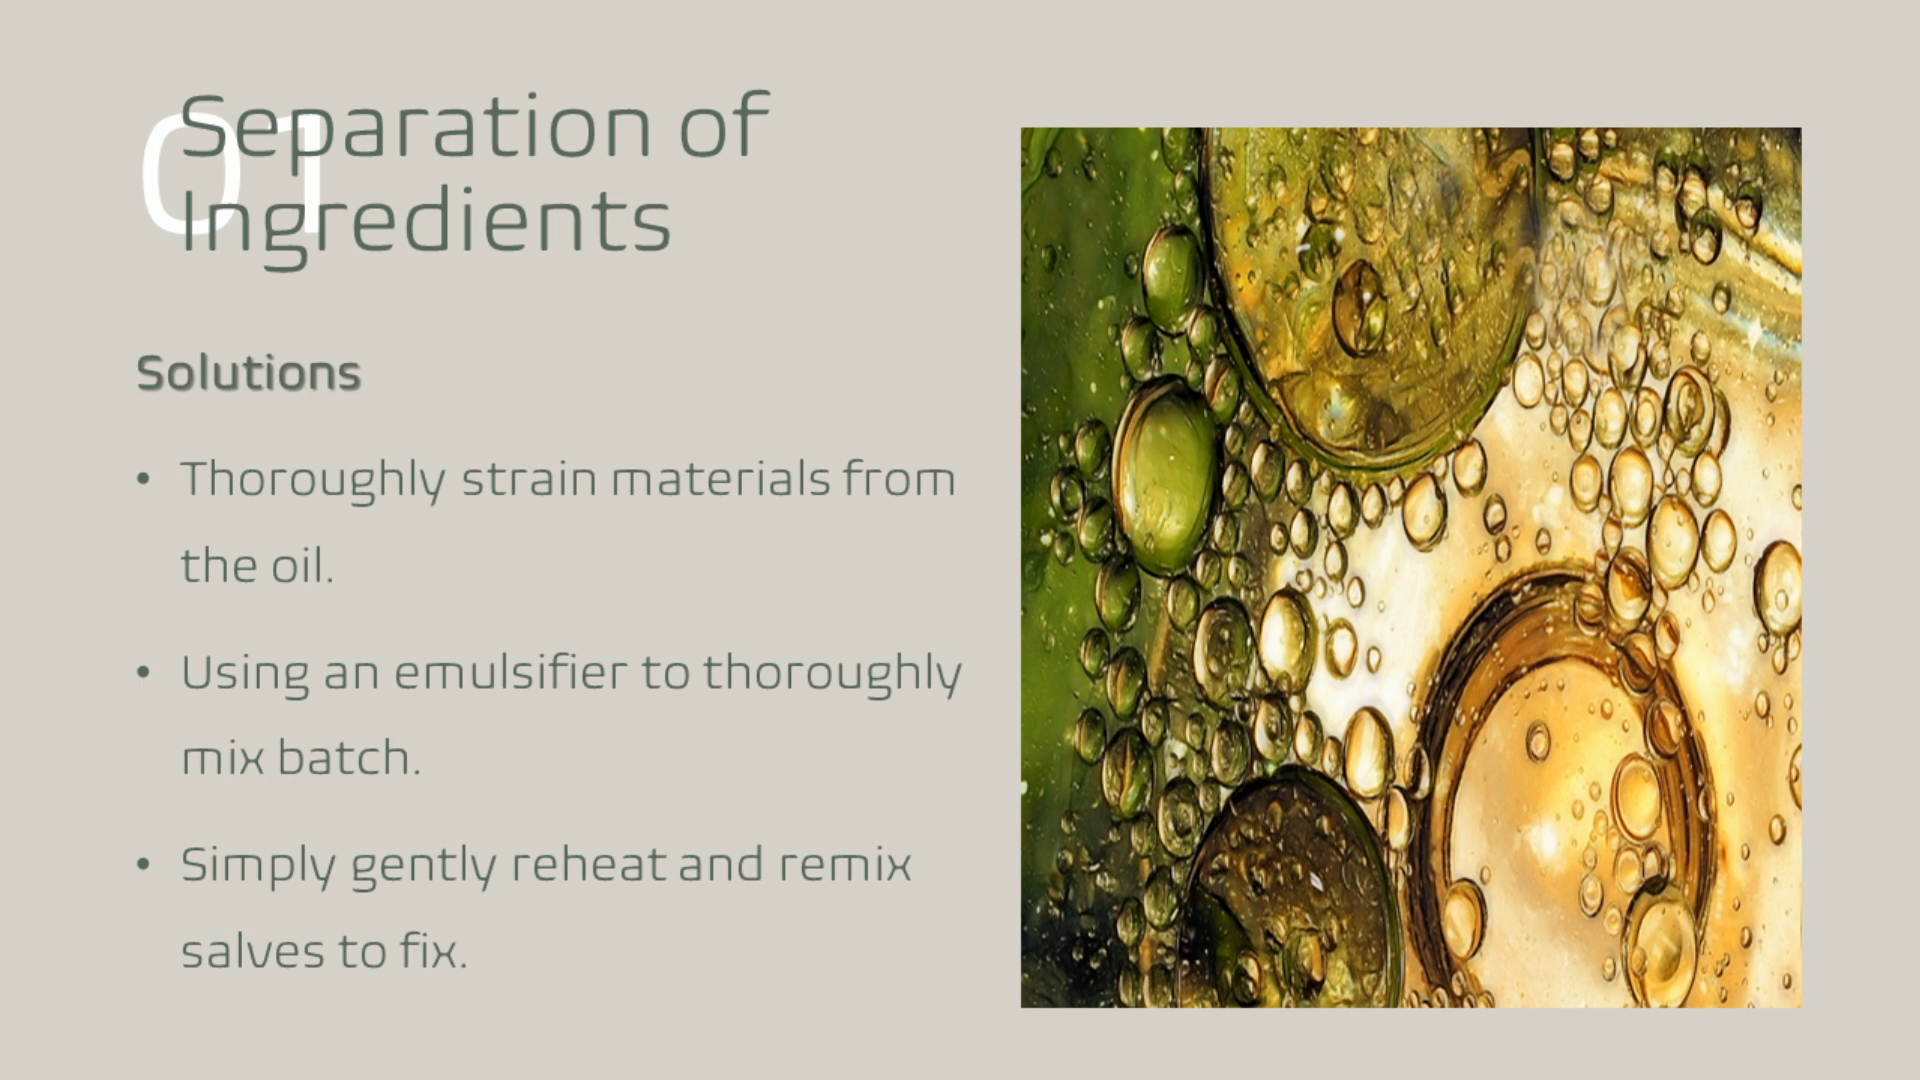 01
Separation of
Ingredients
Solutions
• Thoroughly strain materials from
the oil.
• Using an emulsifier to thoroughly
mix batch.
• Simply gently reheat and remix
salves to fix.